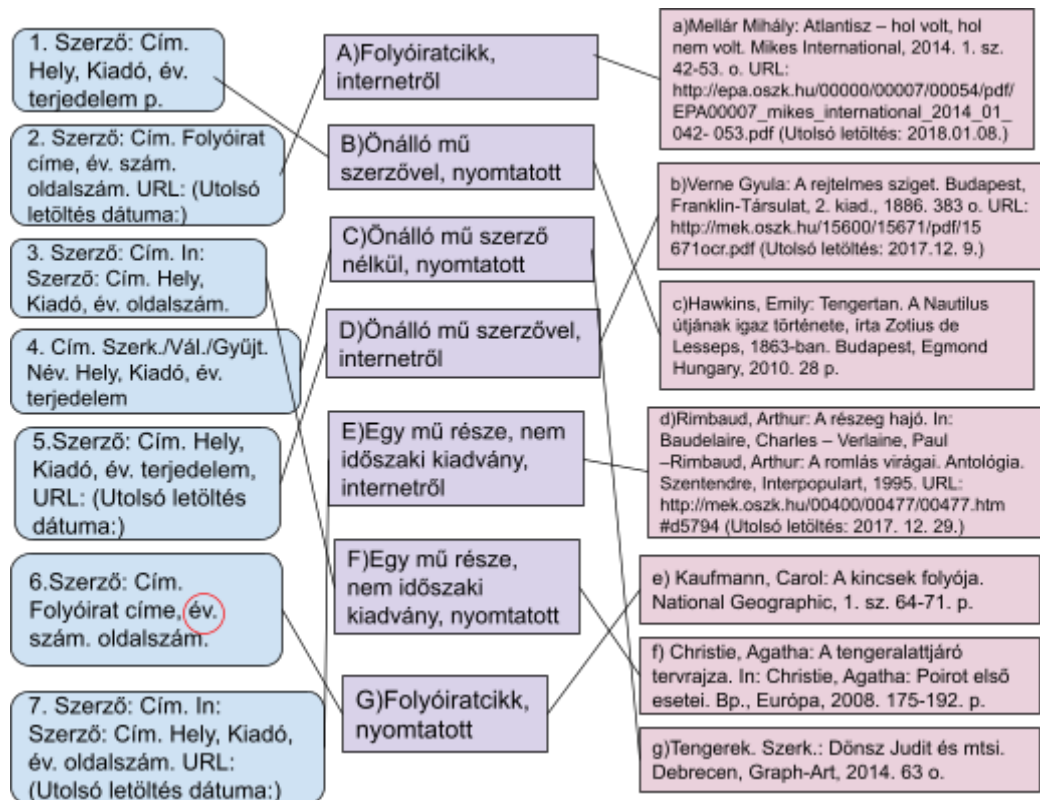 1. Szerző: Cím.
Hely, Kiadó, év.
terjedelem p.
2. Szerző: Cím. Folyóirat
címe, év. szám.
oldalszám. URL: (Utolsó
letöltés dátuma:)
3. Szerző: Cím. In:
Szerző: Cím. Hely,
Kiadó, év. oldalszám.
4. Cím. Szerk./Vál./Gyűjt.
Név. Hely, Kiadó, év.
terjedelem
5.Szerző: Cím. Hely,
Kiadó, év. terjedelem,
URL: (Utolsó letöltés
dátuma:)
6.Szerző: Cím.
Folyóirat címe, év.
szám. oldalszám.
7. Szerző: Cím. In:
Szerző: Cím. Hely, Kiadó,
év. oldalszám. URL:
(Utolsó letöltés dátuma:)
A)Folyóiratcikk,
internetről
B)Önálló mű
szerzővel, nyomtatott
C)Önálló mű szerző
nélkül, nyomtatott
D)Önálló mű szerzővel,
internetről
E)Egy mű része, nem
időszaki kiadvány,
internetről
F)Egy mű része,
nem időszaki
kiadvány, nyomtatott
G)Folyóiratcikk,
nyomtatott
a)Mellár Mihály: Atlantisz – hol volt, hol
nem volt. Mikes International, 2014. 1. sz.
42-53. o. URL:
http://epa.oszk.hu/00000/00007/00054/pdf/
EPA00007_mikes_international_2014_01_
042- 053.pdf (Utolsó letöltés: 2018.01.08.)
b)Verne Gyula: A rejtelmes sziget. Budapest,
Franklin-Társulat, 2. kiad., 1886. 383 o. URL:
http://mek.oszk.hu/15600/15671/pdf/15
671ocr.pdf (Utolsó letöltés: 2017.12. 9.)
c)Hawkins, Emily: Tengertan. A Nautilus
útjának igaz története, írta Zotius de
Lesseps, 1863-ban. Budapest, Egmond
Hungary, 2010. 28 p.
d)Rimbaud, Arthur: A részeg hajó. In:
Baudelaire, Charles – Verlaine, Paul
–Rimbaud, Arthur: A romlás virágai. Antológia.
Szentendre, Interpopulart, 1995. URL:
http://mek.oszk.hu/00400/00477/00477.htm
#d5794 (Utolsó letöltés: 2017. 12. 29.)
e) Kaufmann, Carol: A kincsek folyója.
National Geographic, 1. sz. 64-71. p.
f) Christie, Agatha: A tengeralattjáró
tervrajza. In: Christie, Agatha: Poirot első
esetei. Bp., Európa, 2008. 175-192. p.
g)Tengerek. Szerk.: Dönsz Judit és mtsi.
Debrecen, Graph-Art, 2014. 63 o.